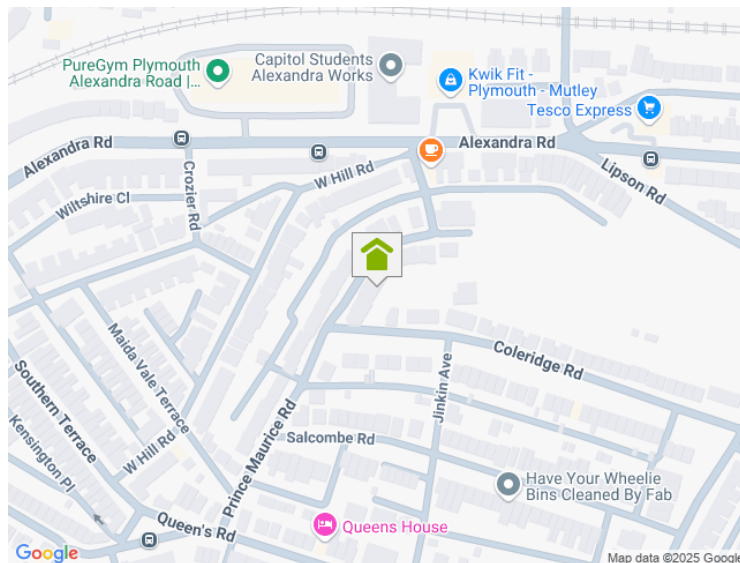 PureGym Plymouth
Alexandra Road |...
Capitol Students
Alexandra Works
Kwik Fit -
Plymouth - Mutley
Tesco Express
Alexandra Rd
Alexandra Rd
W Hill Rd
Crozier Rd
Wiltshire Cl
Lipson Rd
Maida Vale Terrace
Southern Terrace
Kensington Pl
W Hill Rd
Prince Maurice Rd
Coleridge Rd
Jinkin Ave
Salcombe Rd
Have Your Wheelie
Bins Cleaned By Fab
Queen's Rd
Queens House
Google
Map data ©2025 Google